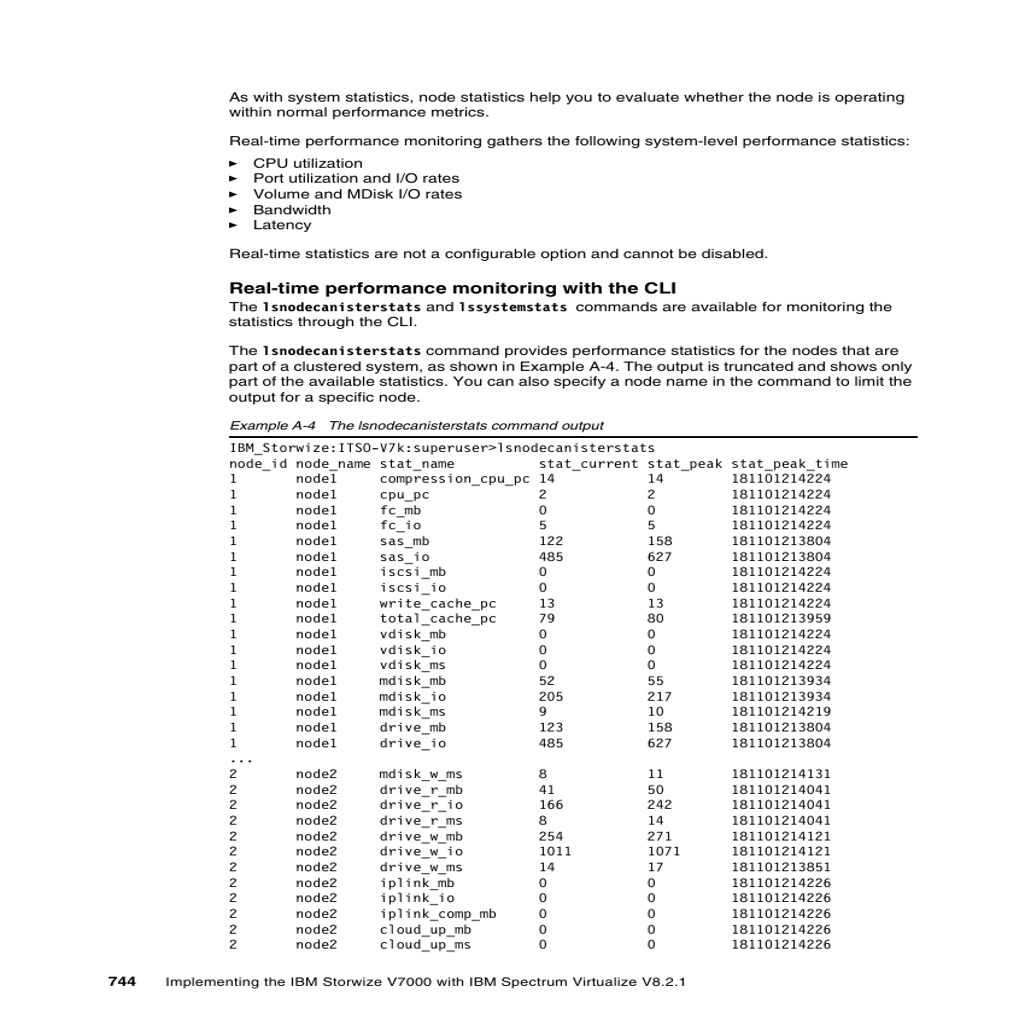 As with system statistics, node statistics help you to evaluate whether the node is operating
within normal performance metrics.
Real-time performance monitoring gathers the following system-level performance statistics:
► CPU utilization
► Port utilization and I/O rates
► Volume and MDisk I/O rates
► Bandwidth
► Latency
Real-time statistics are not a configurable option and cannot be disabled.
Real-time performance monitoring with the CLI
The lsnodecanisterstats and lssystemstats commands are available for monitoring the
statistics through the CLI.
The lsnodecanisterstats command provides performance statistics for the nodes that are
part of a clustered system, as shown in Example A-4. The output is truncated and shows only
part of the available statistics. You can also specify a node name in the command to limit the
output for a specific node.
Example A-4 The lsnodecanisterstats command output
IBM_Storwize:ITSO-V7k:superuser>lsnodecanisterstats
node_id node_name stat_name stat_current stat_peak stat_peak_time
1 node1 compression_cpu_pc 14 14 181101214224
1 node1 cpu_pc 2 2 181101214224
1 node1 fc_mb 0 0 181101214224
1 node1 fc_io 5 5 181101214224
1 node1 sas_mb 122 158 181101213804
1 node1 sas_io 485 627 181101213804
1 node1 iscsi_mb 0 0 181101214224
1 node1 iscsi_io 0 0 181101214224
1 node1 write_cache_pc 13 13 181101214224
1 node1 total_cache_pc 79 80 181101213959
1 node1 vdisk_mb 0 0 181101214224
1 node1 vdisk_io 0 0 181101214224
1 node1 vdisk_ms 0 0 181101214224
1 node1 mdisk_mb 52 55 181101213934
1 node1 mdisk_io 205 217 181101213934
1 node1 mdisk_ms 9 10 181101214219
1 node1 drive_mb 123 158 181101213804
1 node1 drive_io 485 627 181101213804
...
2 node2 mdisk_w_ms 8 11 181101214131
2 node2 drive_r_mb 41 50 181101214041
2 node2 drive_r_io 166 242 181101214041
2 node2 drive_r_ms 8 14 181101214041
2 node2 drive_w_mb 254 271 181101214121
2 node2 drive_w_io 1011 1071 181101214121
2 node2 drive_w_ms 14 17 181101213851
2 node2 iplink_mb 0 0 181101214226
2 node2 iplink_io 0 0 181101214226
2 node2 iplink_comp_mb 0 0 181101214226
2 node2 cloud_up_mb 0 0 181101214226
2 node2 cloud_up_ms 0 0 181101214226
744 Implementing the IBM Storwize V7000 with IBM Spectrum Virtualize V8.2.1